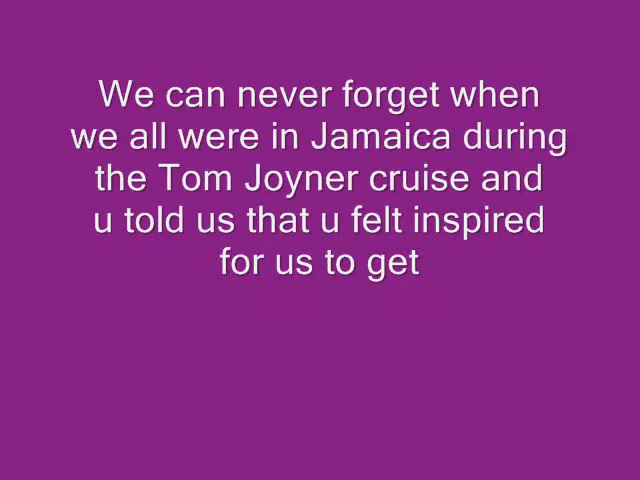 We can never forget when
we all were in Jamaica during
the Tom Joyner cruise and
u told us that u felt inspired
for us to get